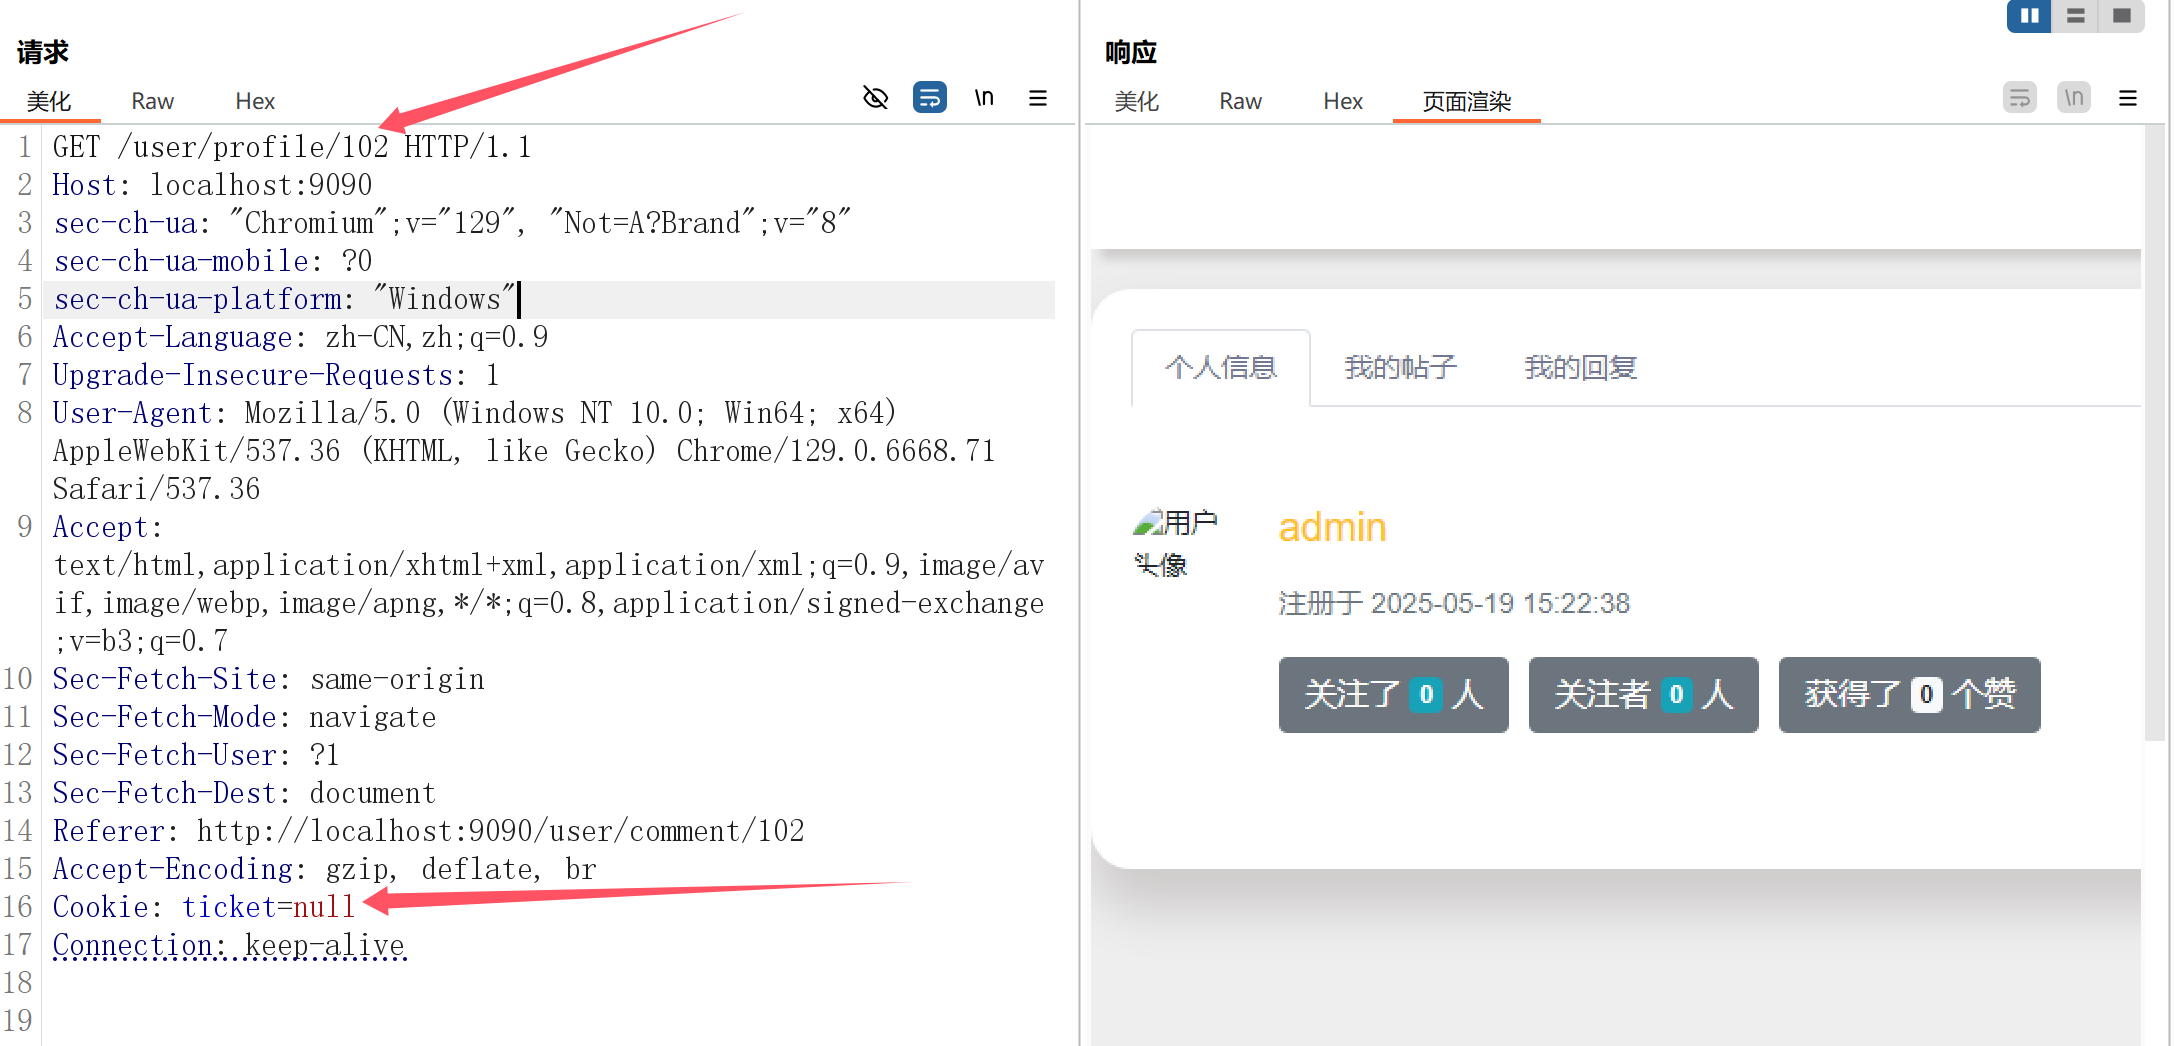 请求
美化 Raw Hex \n
1 GET /user/profile/102 HTTP/1.1
2 Host: localhost:9090
3 sec-ch-ua: "Chromium";v="129", "Not=A?Brand";v="8"
4 sec-ch-ua-mobile: ?0
5 sec-ch-ua-platform: "Windows"
6 Accept-Language: zh-CN,zh;q=0.9
7 Upgrade-Insecure-Requests: 1
8 User-Agent: Mozilla/5.0 (Windows NT 10.0; Win64; x64)
AppleWebKit/537.36 (KHTML, like Gecko) Chrome/129.0.6668.71
Safari/537.36
9 Accept:
text/html,application/xhtml+xml,application/xml;q=0.9,image/av
if,image/webp,image/apng,*/*;q=0.8,application/signed-exchange
;v=b3;q=0.7
10 Sec-Fetch-Site: same-origin
11 Sec-Fetch-Mode: navigate
12 Sec-Fetch-User: ?1
13 Sec-Fetch-Dest: document
14 Referer: http://localhost:9090/user/comment/102
15 Accept-Encoding: gzip, deflate, br
16 Cookie: ticket=null
17 Connection: keep-alive
18
19
响应
美化 Raw Hex 页面渲染 \n
个人信息 我的帖子 我的回复
用户
头像
admin
注册于 2025-05-19 15:22:38
关注了 0 人 关注者 0 人 获得了 0 个赞